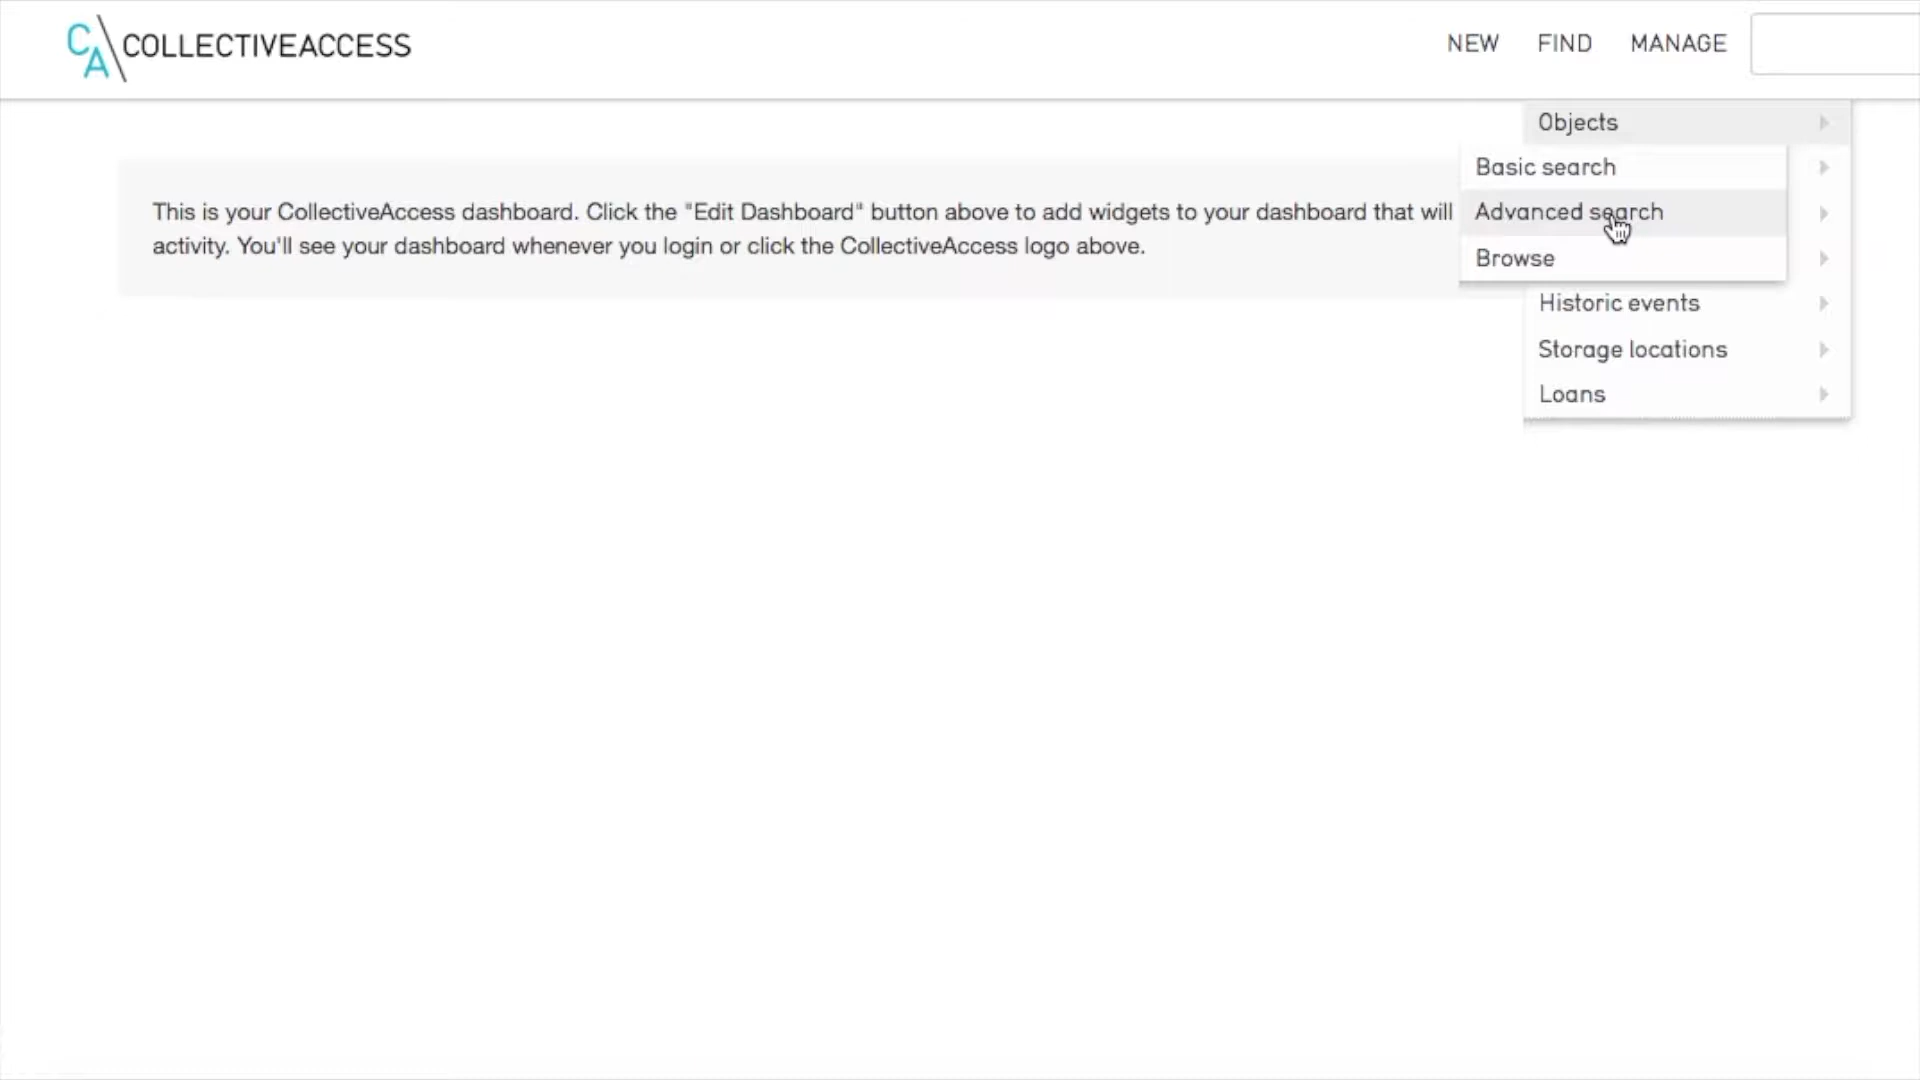 CA COLLECTIVEACCESS
NEW FIND MANAGE
Objects
Basic search
Advanced search
Browse
Historic events
Storage locations
Loans
This is your CollectiveAccess dashboard. Click the "Edit Dashboard" button above to add widgets to your dashboard that will
activity. You'll see your dashboard whenever you login or click the CollectiveAccess logo above.